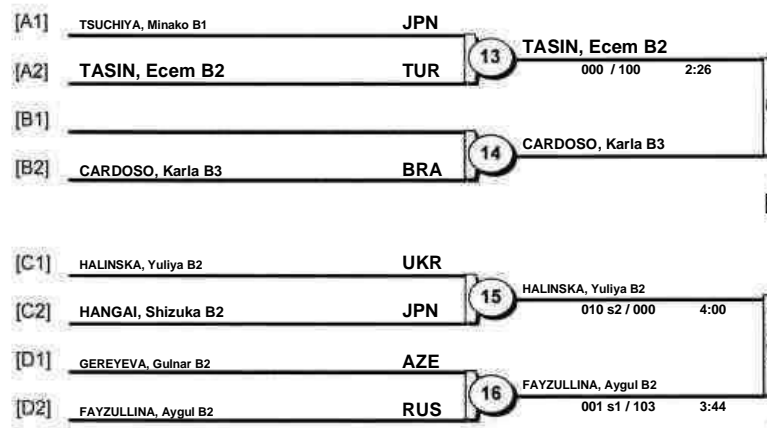 [A1] TSUCHIYA, Minako B1 JPN
13 TASIN, Ecem B2
[A2] TASIN, Ecem B2 TUR
000 / 100 2:26
[B1]
14 CARDOSO, Karla B3
[B2] CARDOSO, Karla B3 BRA
[C1] HALINSKA, Yuliya B2 UKR
15 HALINSKA, Yuliya B2
[C2] HANGAI, Shizuka B2 JPN
010 s2 / 000 4:00
[D1] GEREYEVA, Gulnar B2 AZE
16 FAYZULLINA, Aygul B2
[D2] FAYZULLINA, Aygul B2 RUS
001 s1 / 103 3:44